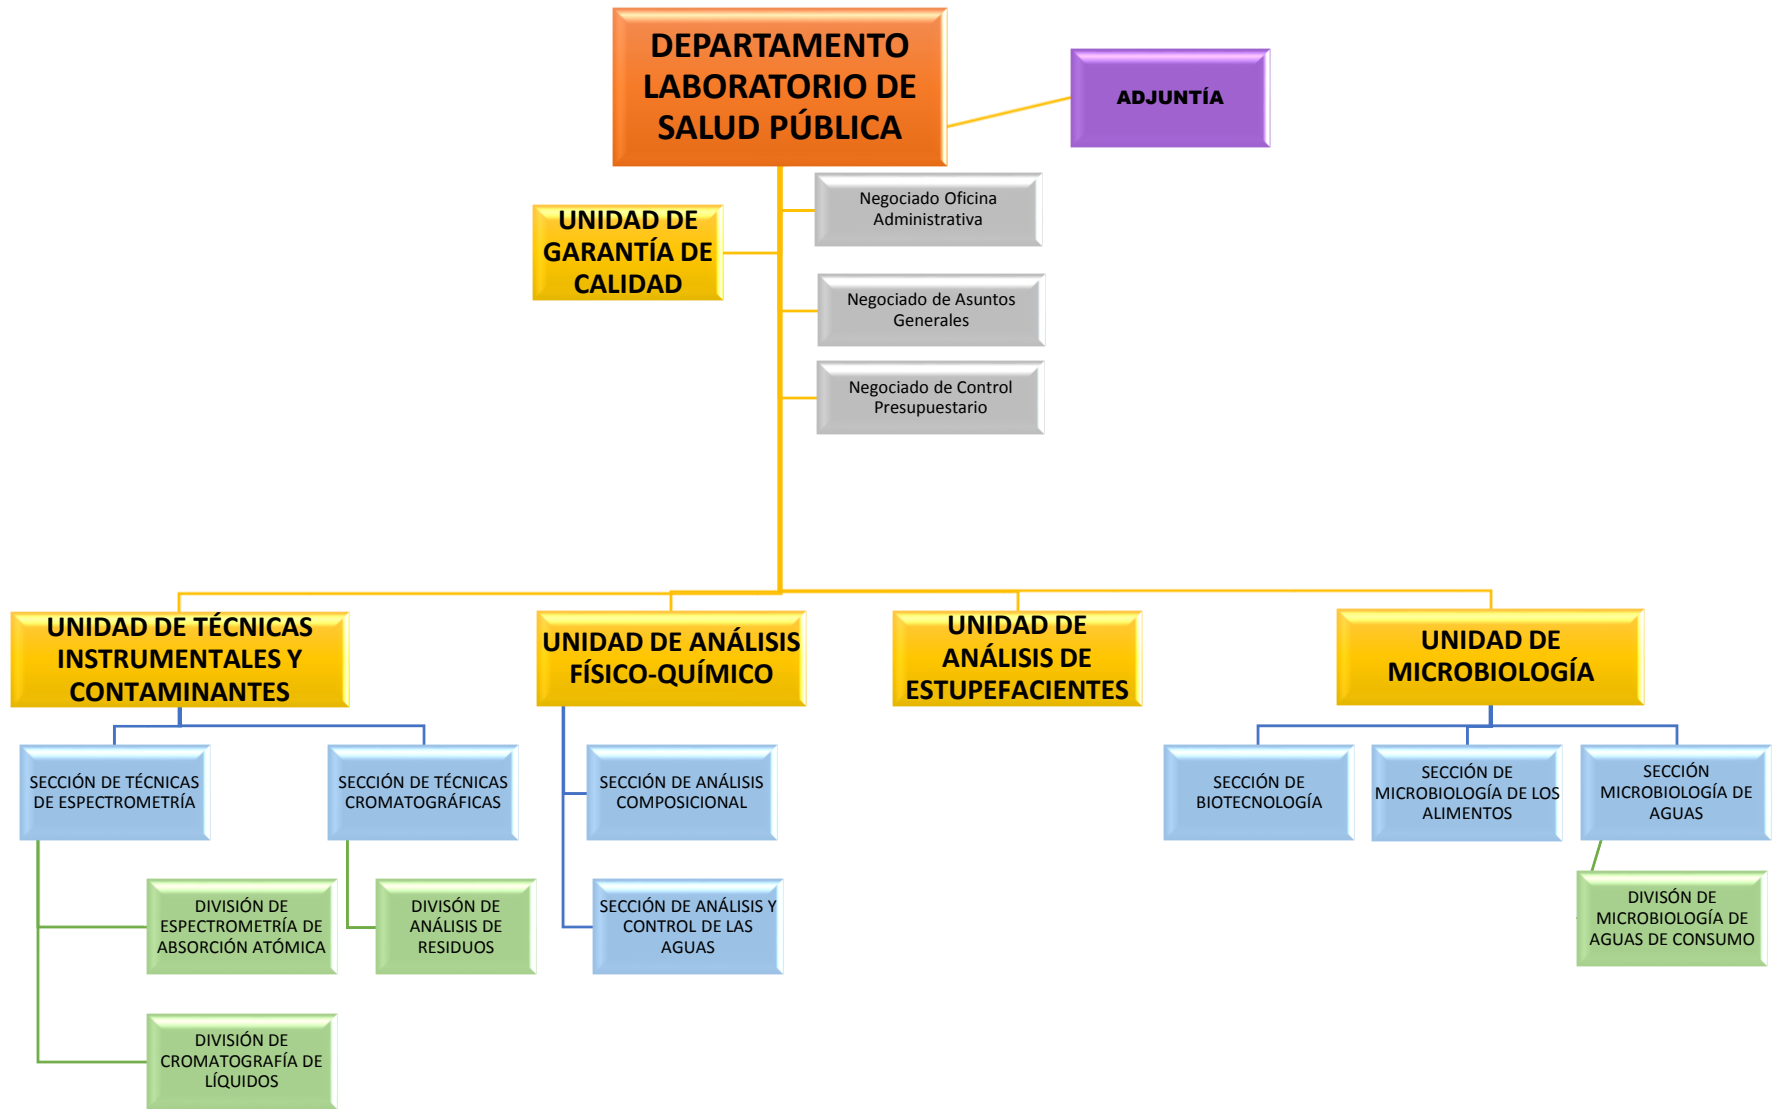 DEPARTAMENTO
LABORATORIO DE
SALUD PÚBLICA
ADJUNTÍA
Negociado Oficina
Administrativa
UNIDAD DE
GARANTÍA DE
CALIDAD
Negociado de Asuntos
Generales
Negociado de Control
Presupuestario
UNIDAD DE TÉCNICAS
INSTRUMENTALES Y
CONTAMINANTES
UNIDAD DE ANÁLISIS
FÍSICO-QUÍMICO
UNIDAD DE
ANÁLISIS DE
ESTUPEFACIENTES
UNIDAD DE
MICROBIOLOGÍA
SECCIÓN DE TÉCNICAS
DE ESPECTROMETRÍA
SECCIÓN DE TÉCNICAS
CROMATOGRÁFICAS
SECCIÓN DE ANÁLISIS
COMPOSICIONAL
SECCIÓN DE
BIOTECNOLOGÍA
SECCIÓN DE
MICROBIOLOGÍA DE LOS
ALIMENTOS
SECCIÓN
MICROBIOLOGÍA DE
AGUAS
DIVISIÓN DE
ESPECTROMETRÍA DE
ABSORCIÓN ATÓMICA
DIVISÓN DE
ANÁLISIS DE
RESIDUOS
SECCIÓN DE ANÁLISIS Y
CONTROL DE LAS
AGUAS
DIVISÓN DE
MICROBIOLOGÍA DE
AGUAS DE CONSUMO
DIVISIÓN DE
CROMATOGRAFÍA DE
LÍQUIDOS